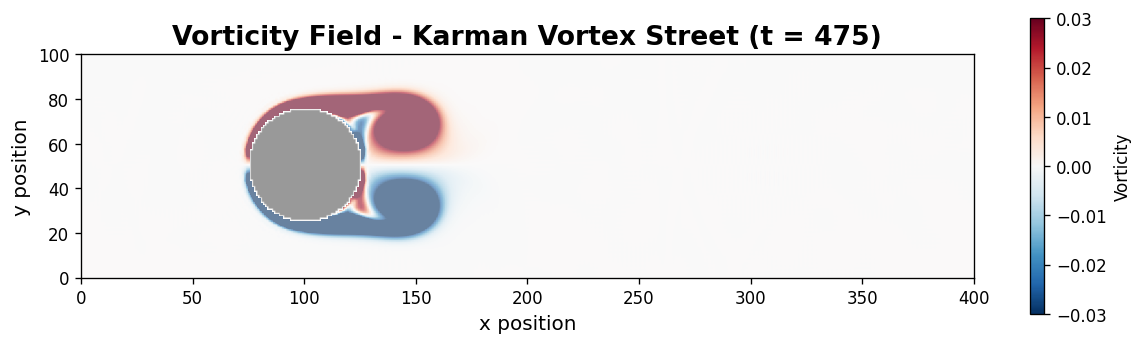 Vorticity Field - Karman Vortex Street (t = 475)
100
80
60
40
20
0
y position
0 50 100 150 200 250 300 350 400
x position
0.03
0.02
0.01
0.00
−0.01
−0.02
−0.03
Vorticity